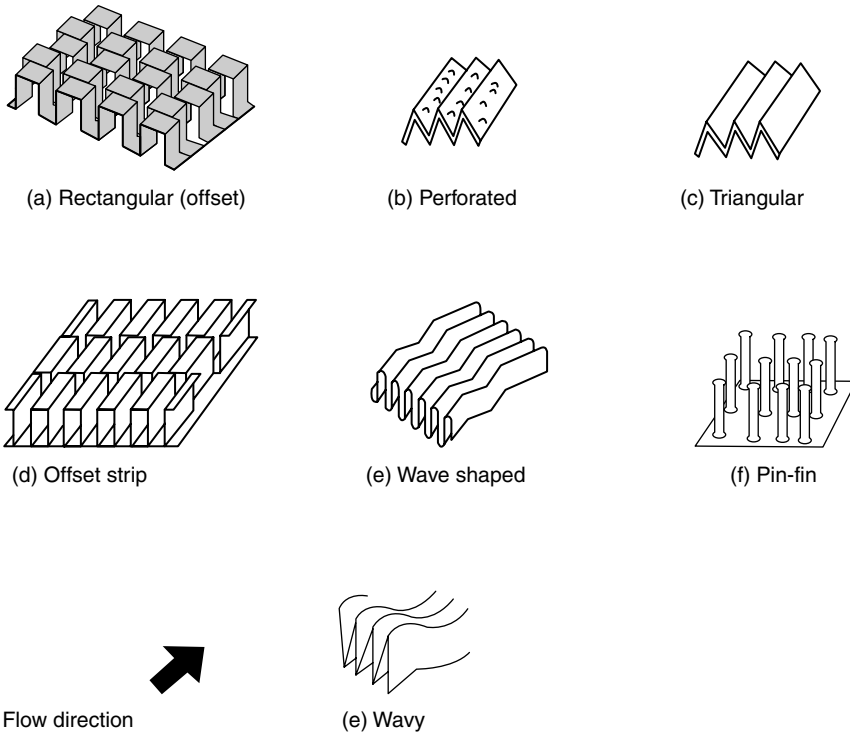 (a) Rectangular (offset)
(b) Perforated
(c) Triangular
(d) Offset strip
(e) Wave shaped
(f) Pin-fin
Flow direction
(e) Wavy